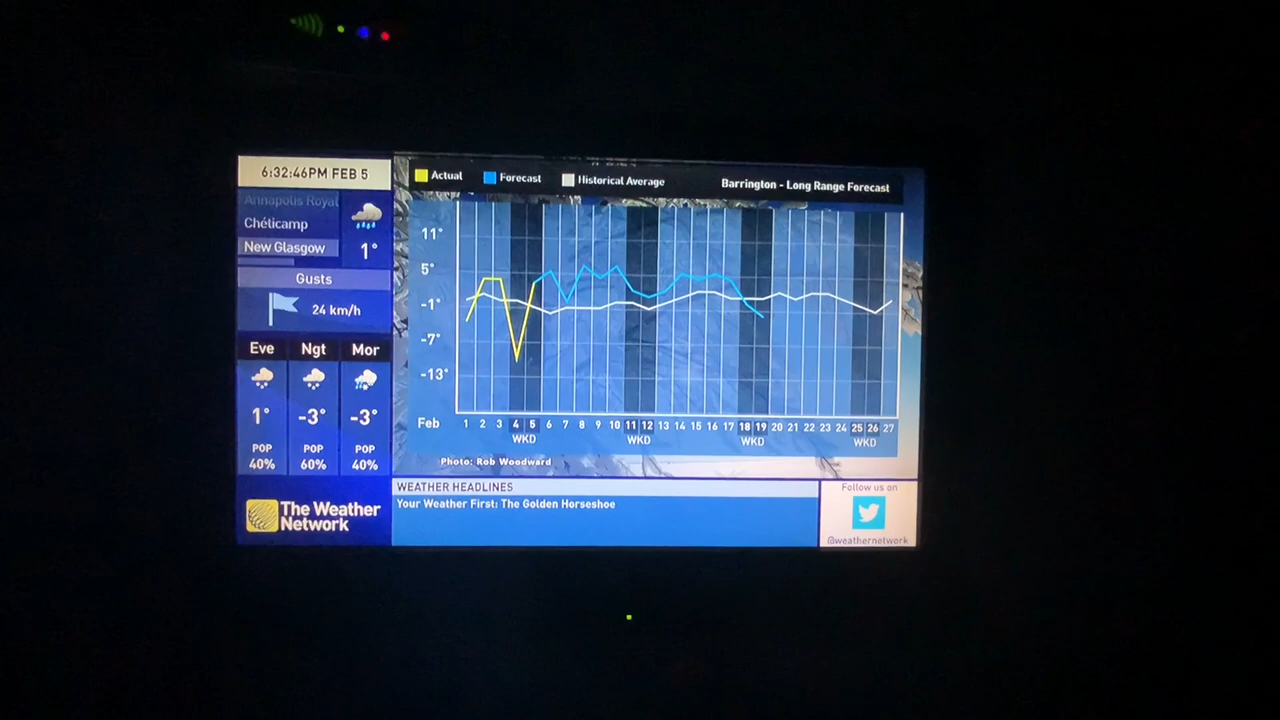 6:32:46PM FEB 5
Annapolis Royal
Chéticamp
New Glasgow
1°
Gusts
24 km/h
Eve Ngt Mor
1° -3° -3°
POP POP POP
40% 60% 40%
The Weather
Network
Actual Forecast Historical Average
Barrington - Long Range Forecast
11°
5°
-1°
-7°
-13°
Feb 1 2 3 4 5 6 7 8 9 10 11 12 13 14 15 16 17 18 19 20 21 22 23 24 25 26 27
WKD WKD WKD WKD
Photo: Rob Woodward
WEATHER HEADLINES
Your Weather First: The Golden Horseshoe
Follow us on
@weathernetwork